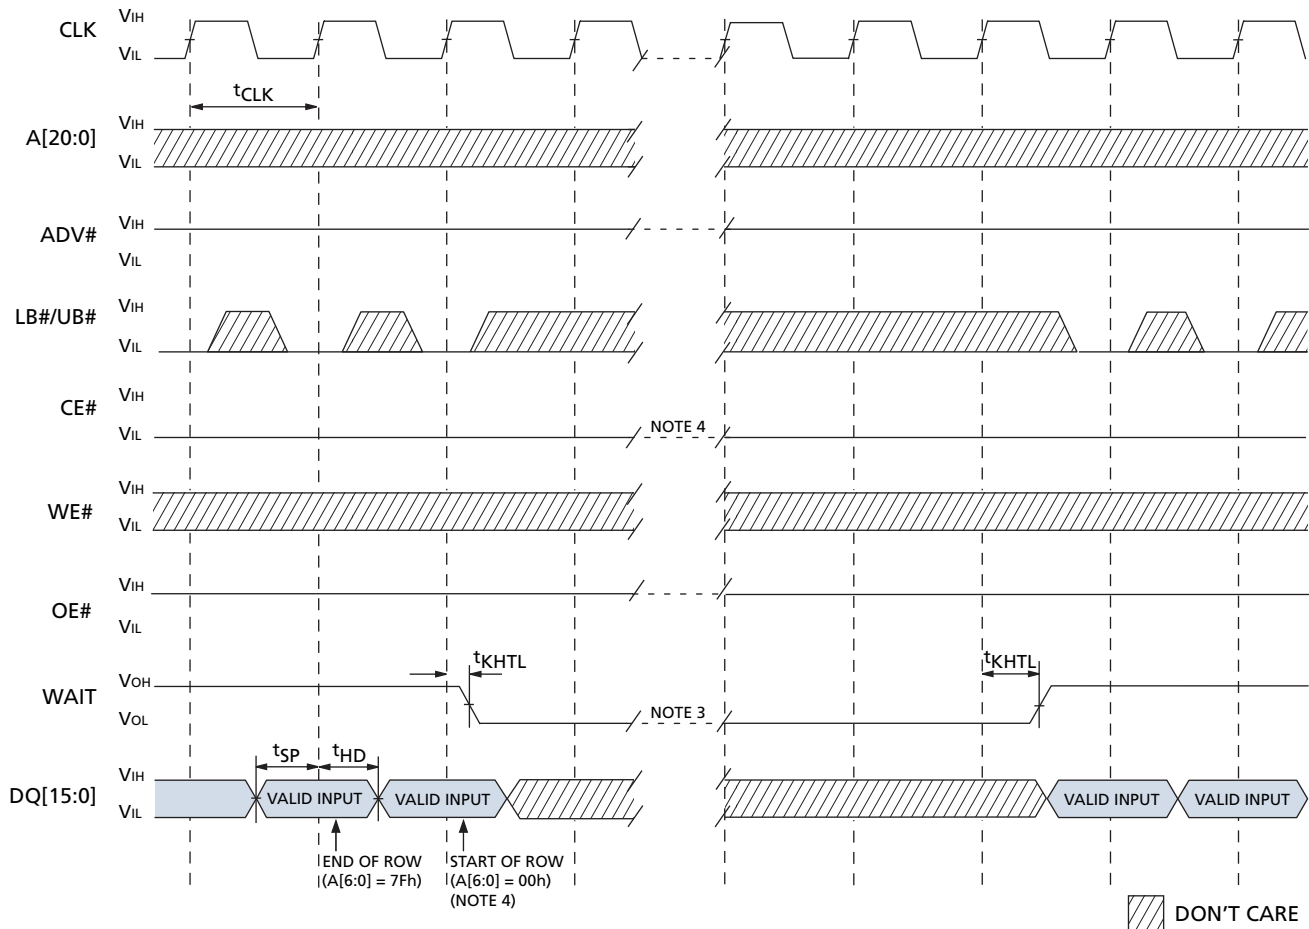 CLK
VIH
VIL
tCLK
A[20:0]
VIH
VIL
ADV#
VIH
VIL
LB#/UB#
VIH
VIL
CE#
VIH
VIL
NOTE 4
WE#
VIH
VIL
OE#
VIH
VIL
WAIT
VOH
VOL
tKHTL
NOTE 3
tKHTL
DQ[15:0]
VIH
VIL
tSP
tHD
VALID INPUT
VALID INPUT
VALID INPUT
VALID INPUT
END OF ROW
(A[6:0] = 7Fh)
START OF ROW
(A[6:0] = 00h)
(NOTE 4)
DON'T CARE